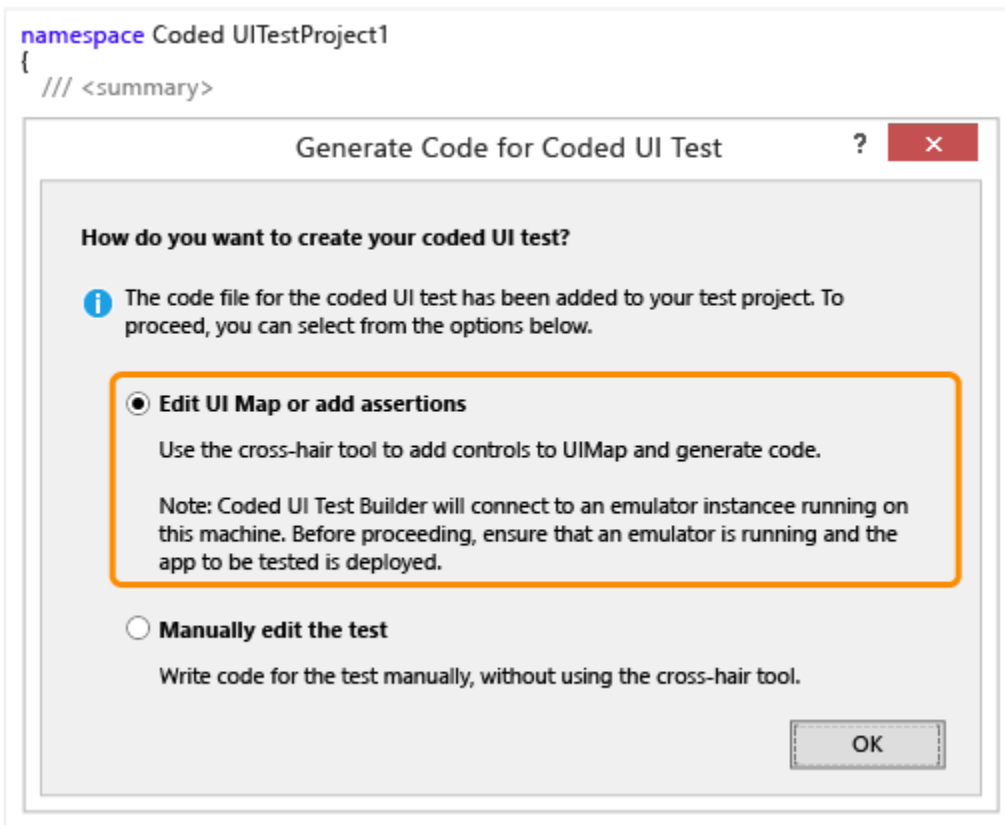 namespace Coded UITestProject1
{
/// <summary>
Generate Code for Coded UI Test ? ×
How do you want to create your coded UI test?
i The code file for the coded UI test has been added to your test project. To
proceed, you can select from the options below.
Edit UI Map or add assertions
Use the cross-hair tool to add controls to UIMap and generate code.
Note: Coded UI Test Builder will connect to an emulator instancee running on
this machine. Before proceeding, ensure that an emulator is running and the
app to be tested is deployed.
Manually edit the test
Write code for the test manually, without using the cross-hair tool.
OK